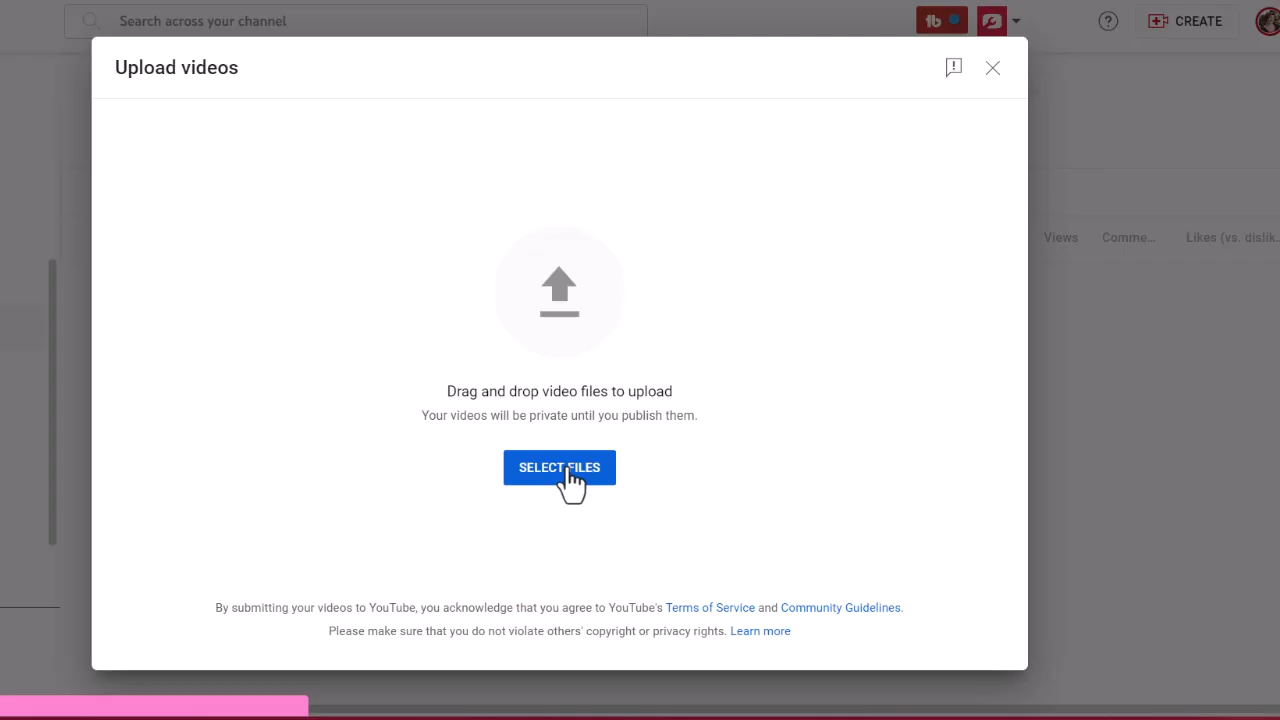 Search across your channel
tb
CREATE
Upload videos
Views Comme... Likes (vs. dislik...
Drag and drop video files to upload
Your videos will be private until you publish them.
SELECT FILES
By submitting your videos to YouTube, you acknowledge that you agree to YouTube's Terms of Service and Community Guidelines.
Please make sure that you do not violate others' copyright or privacy rights. Learn more